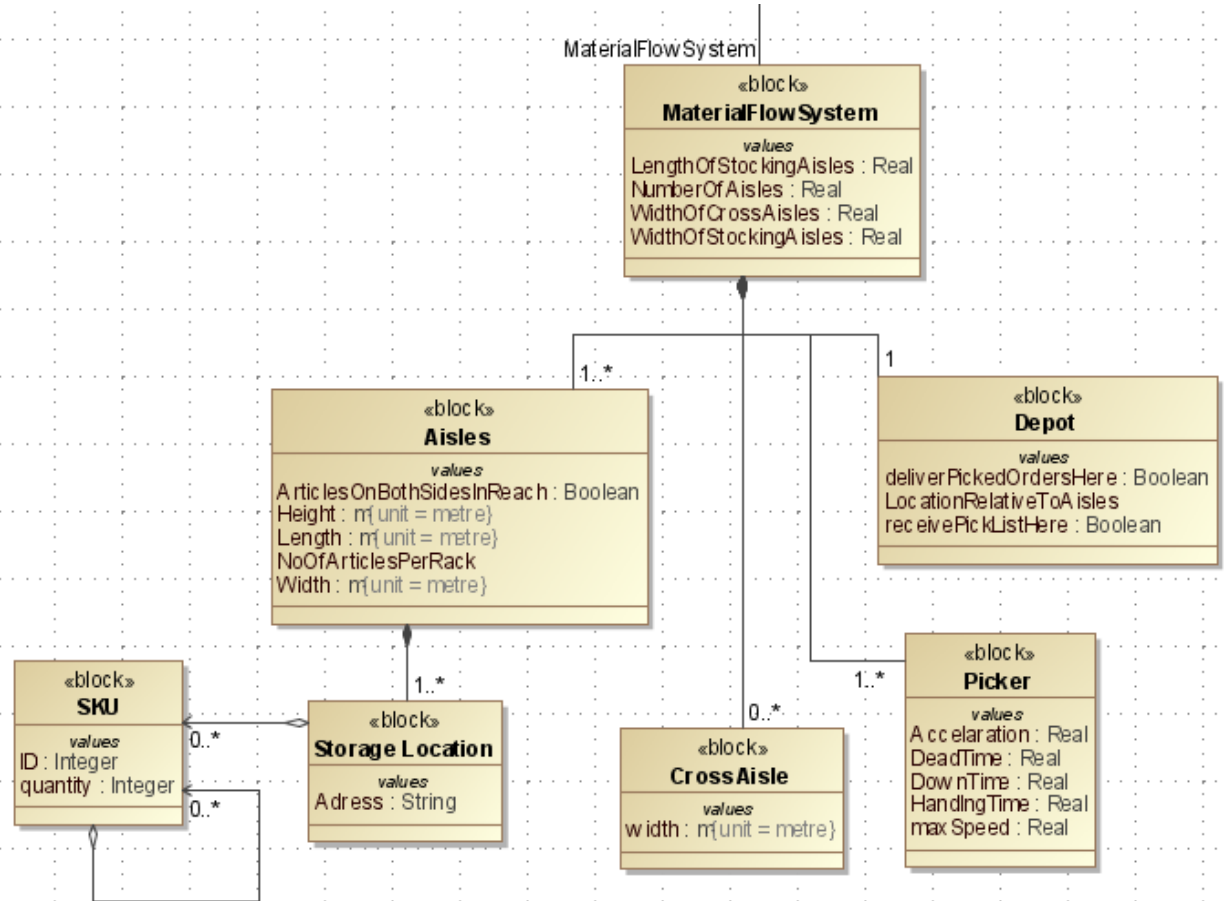 MaterialFlowSystem
«block»
MaterialFlowSystem
values
LengthOfStockingAisles : Real
NumberOfAisles : Real
WidthOfCrossAisles : Real
WidthOfStockingAisles : Real
1..*
1
«block»
Aisles
values
ArticlesOnBothSidesInReach : Boolean
Height : m{unit = metre}
Length : m{unit = metre}
NoOfArticlesPerRack
Width : m{unit = metre}
«block»
Depot
values
deliverPickedOrdersHere : Boolean
LocationRelativeToAisles
receivePickListHere : Boolean
1..*
«block»
SKU
values
ID : Integer
quantity : Integer
0..*
0..*
«block»
Storage Location
values
Adress : String
0..*
«block»
CrossAisle
values
width : m{unit = metre}
1..*
«block»
Picker
values
Accelaration : Real
DeadTime : Real
DownTime : Real
HandlngTime : Real
maxSpeed : Real